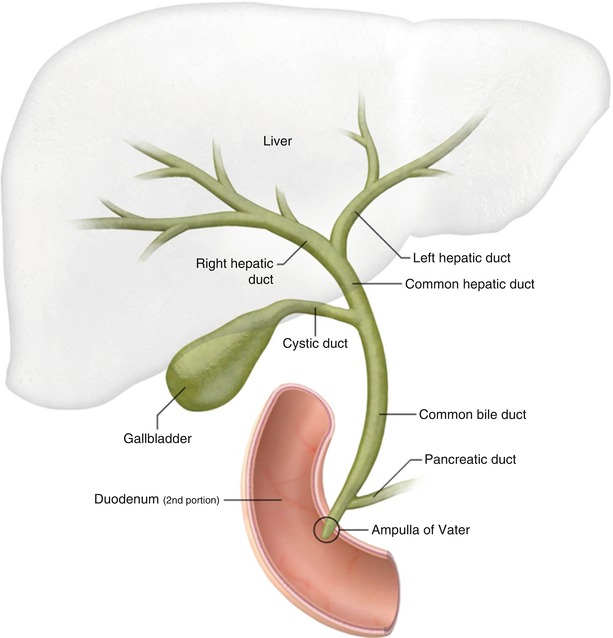 Liver
Right hepatic
duct
Left hepatic duct
Common hepatic duct
Cystic duct
Common bile duct
Gallbladder
Pancreatic duct
Duodenum (2nd portion)
Ampulla of Vater